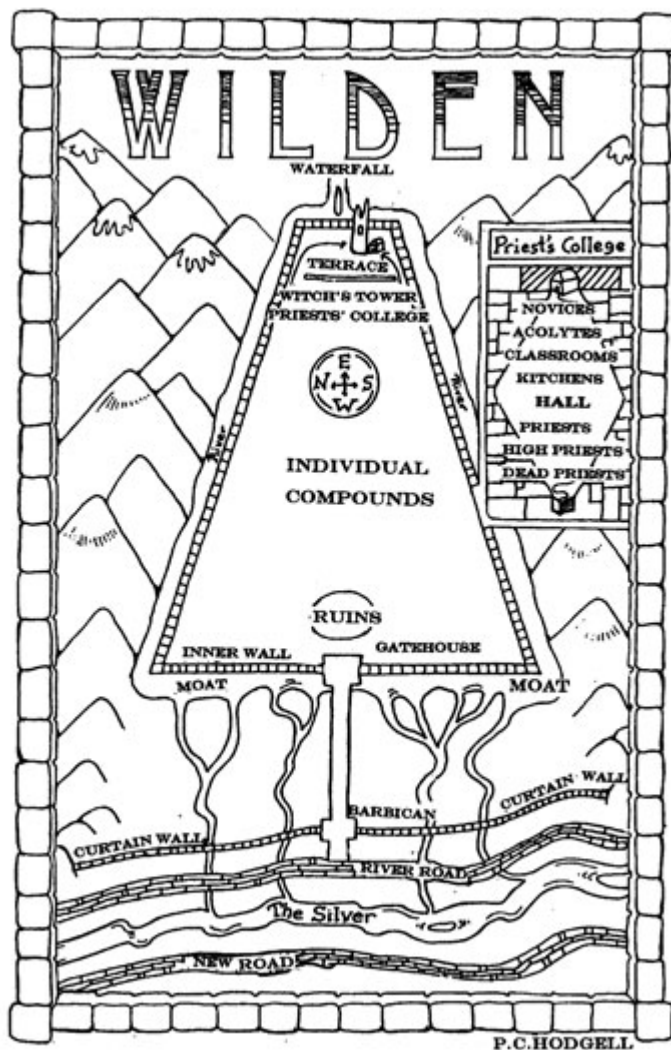 WILDEN
WATERFALL
TERRACE
WITCH'S TOWER
PRIESTS' COLLEGE
E
N S
W
River
River
INDIVIDUAL
COMPOUNDS
RUINS
INNER WALL
GATEHOUSE
MOAT
MOAT
CURTAIN WALL
BARBICAN
CURTAIN WALL
RIVER ROAD
The Silver
NEW ROAD
Priest's College
NOVICES
ACOLYTES
CLASSROOMS
KITCHENS
HALL
PRIESTS
HIGH PRIESTS
DEAD PRIESTS
P.C.HODGELL